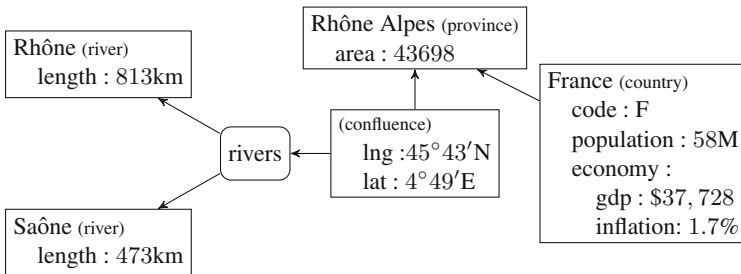 Rhône (river)
length : 813km
Rhône Alpes (province)
area : 43698
France (country)
code : F
population : 58M
economy :
gdp : $37, 728
inflation: 1.7%
(confluence)
lng :45°43′N
lat : 4°49′E
rivers
Saône (river)
length : 473km